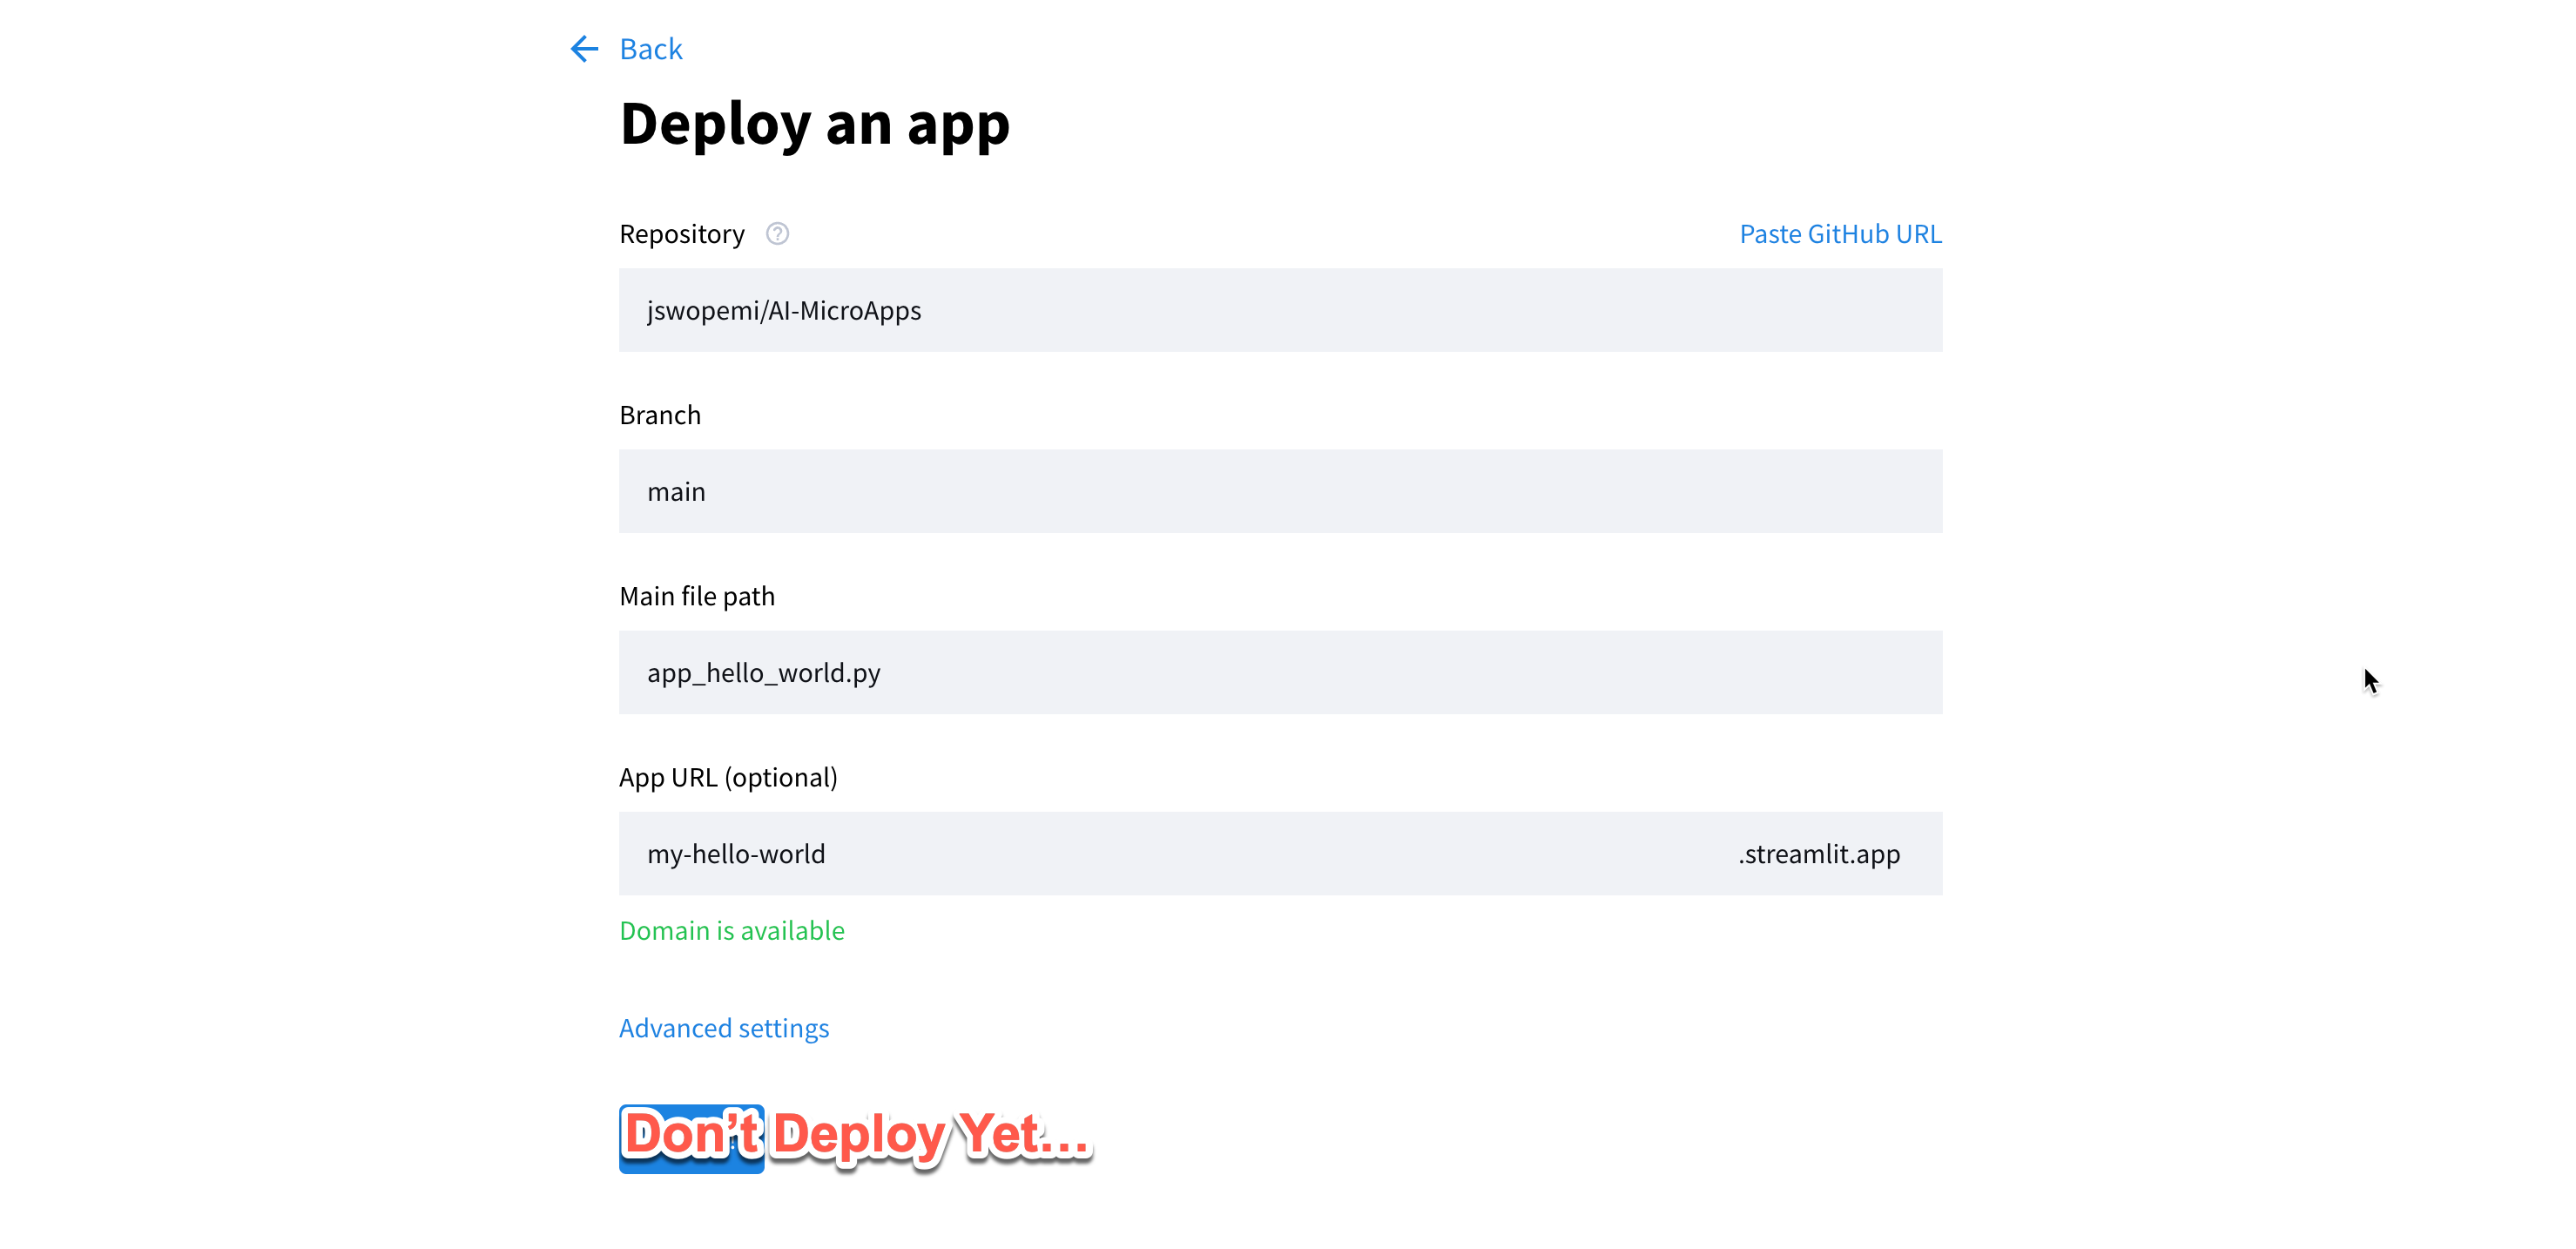 Back
Deploy an app
Repository
Paste GitHub URL
jswopemi/AI-MicroApps
Branch
main
Main file path
app_hello_world.py
App URL (optional)
my-hello-world .streamlit.app
Domain is available
Advanced settings
Don't Deploy Yet...